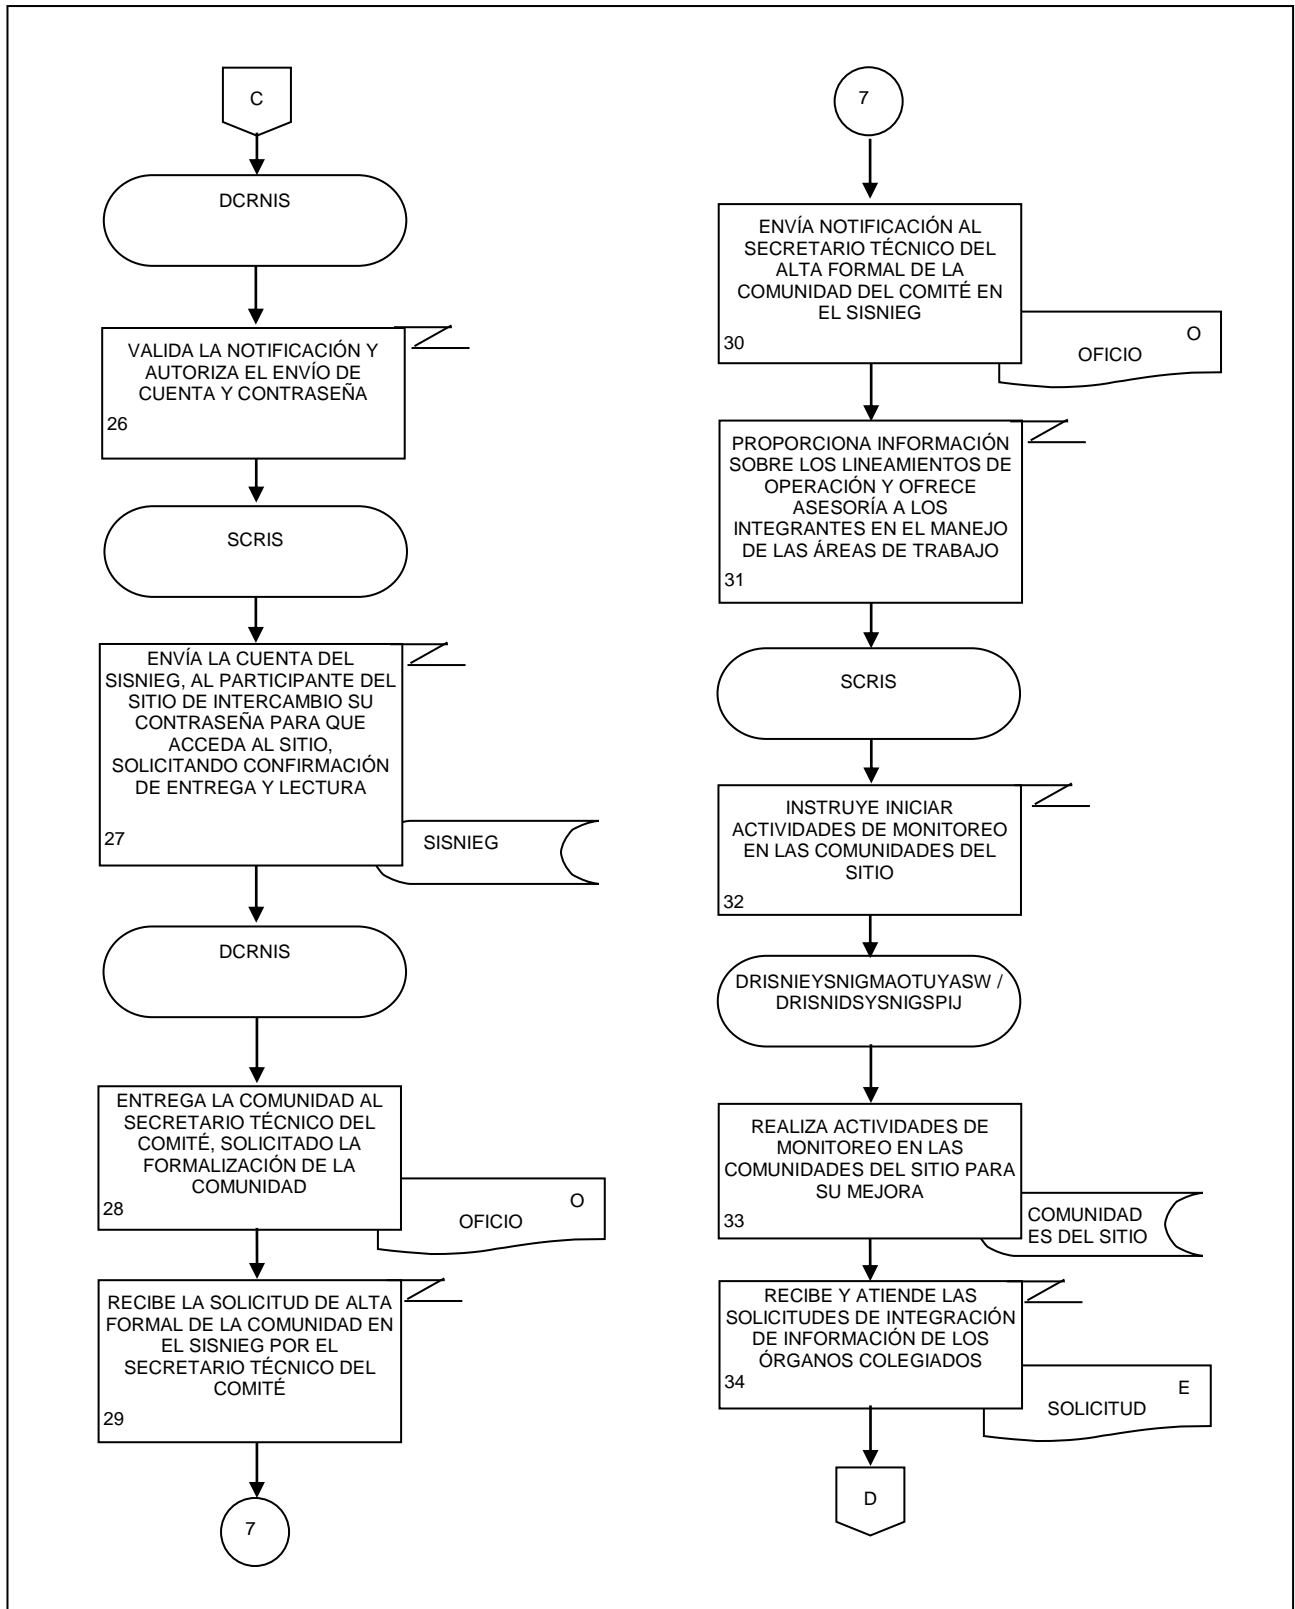 C
DCRNIS
VALIDA LA NOTIFICACIÓN Y
AUTORIZA EL ENVÍO DE
CUENTA Y CONTRASEÑA
26
SCRIS
ENVÍA LA CUENTA DEL
SISNIEG, AL PARTICIPANTE DEL
SITIO DE INTERCAMBIO SU
CONTRASEÑA PARA QUE
ACCEDA AL SITIO,
SOLICITANDO CONFIRMACIÓN
DE ENTREGA Y LECTURA
27
SISNIEG
DCRNIS
ENTREGA LA COMUNIDAD AL
SECRETARIO TÉCNICO DEL
COMITÉ, SOLICITADO LA
FORMALIZACIÓN DE LA
COMUNIDAD
28
O
OFICIO
RECIBE LA SOLICITUD DE ALTA
FORMAL DE LA COMUNIDAD EN
EL SISNIEG POR EL
SECRETARIO TÉCNICO DEL
COMITÉ
29
7
7
ENVÍA NOTIFICACIÓN AL
SECRETARIO TÉCNICO DEL
ALTA FORMAL DE LA
COMUNIDAD DEL COMITÉ EN
EL SISNIEG
30
O
OFICIO
PROPORCIONA INFORMACIÓN
SOBRE LOS LINEAMIENTOS DE
OPERACIÓN Y OFRECE
ASESORÍA A LOS
INTEGRANTES EN EL MANEJO
DE LAS ÁREAS DE TRABAJO
31
SCRIS
INSTRUYE INICIAR
ACTIVIDADES DE MONITOREO
EN LAS COMUNIDADES DEL
SITIO
32
DRISNIEYSNIGMAOTUYASW /
DRISNIDSYSNIGSPIJ
REALIZA ACTIVIDADES DE
MONITOREO EN LAS
COMUNIDADES DEL SITIO PARA
SU MEJORA
33
COMUNIDAD
ES DEL SITIO
RECIBE Y ATIENDE LAS
SOLICITUDES DE INTEGRACIÓN
DE INFORMACIÓN DE LOS
ÓRGANOS COLEGIADOS
34
E
SOLICITUD
D